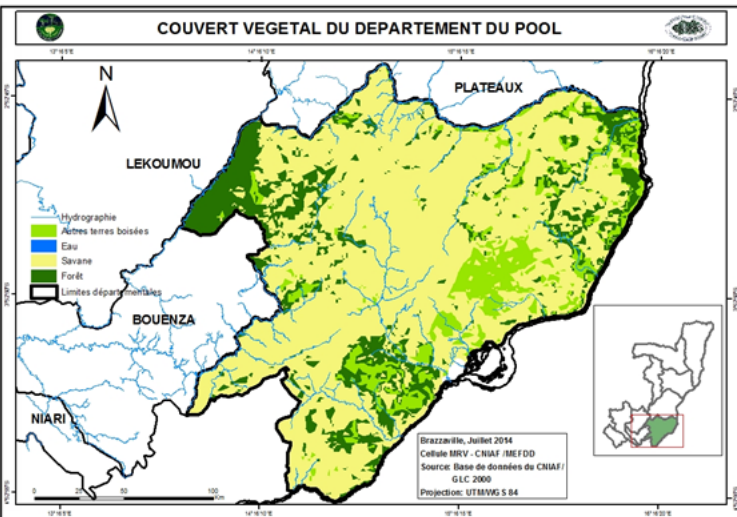 COUVERT VEGETAL DU DEPARTEMENT DU POOL
N
PLATEAUX
LEKOUMOU
Hydrographie
Autres terres boisées
Eau
Savane
Forêt
Limites départementales
BOUENZA
NIARI
Brazzaville, Juillet 2014
Cellule MRV - CNIAF /MEFDD
Source: Base de données du CNIAF/
GLC 2000
Projection: UTM/WGS 84
0 25 50 100
Km